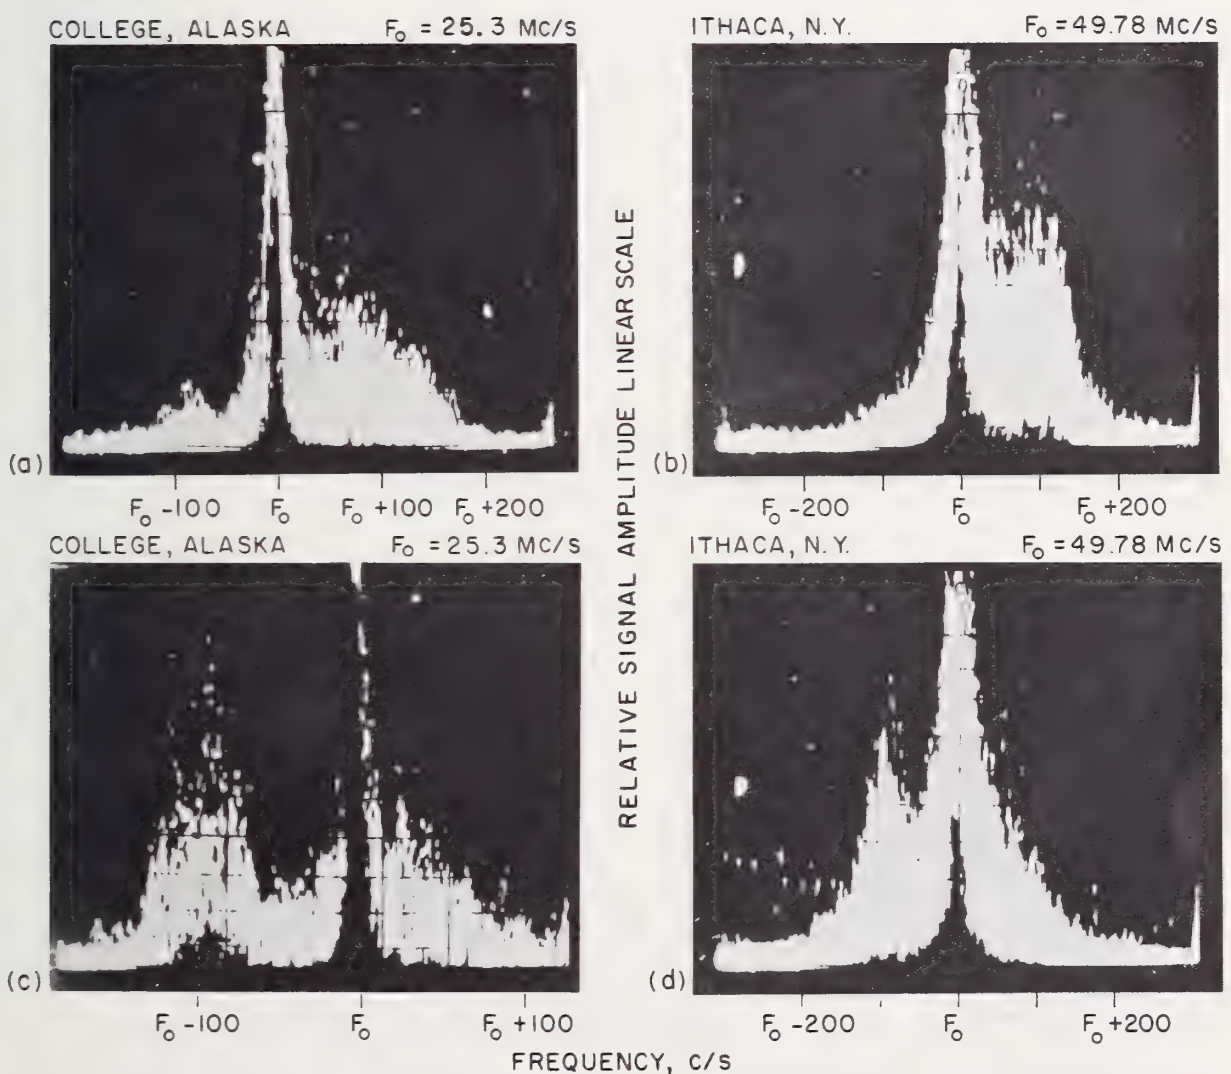 COLLEGE, ALASKA F₀ = 25.3 MC/S
ITHACA, N.Y. F₀ = 49.78 MC/S
(a)
(b)
F₀ -100 F₀ F₀ +100 F₀ +200
F₀ -200 F₀ F₀ +200
RELATIVE SIGNAL AMPLITUDE LINEAR SCALE
COLLEGE, ALASKA F₀ = 25.3 MC/S
ITHACA, N.Y. F₀ = 49.78 MC/S
(c)
(d)
F₀ -100 F₀ F₀ +100
F₀ -200 F₀ F₀ +200
FREQUENCY, C/S